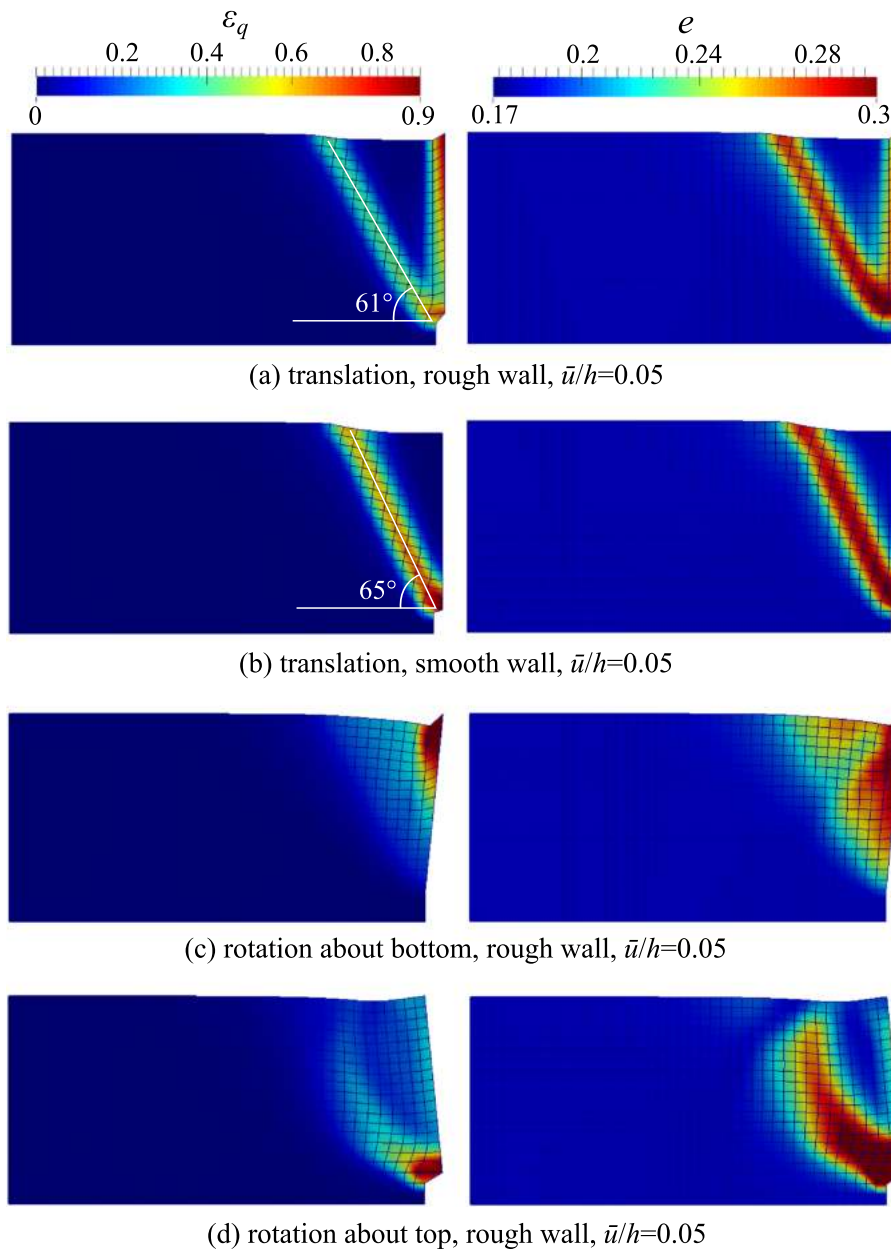 ε_q e
0.2 0.4 0.6 0.8 0.2 0.24 0.28
0 0.9 0.17 0.3
61°
(a) translation, rough wall, ū/h=0.05
65°
(b) translation, smooth wall, ū/h=0.05
(c) rotation about bottom, rough wall, ū/h=0.05
(d) rotation about top, rough wall, ū/h=0.05